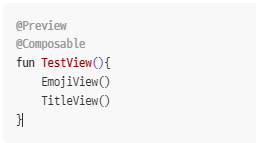 @Preview
@Composable
fun TestView(){
    EmojiView()
    TitleView()
}